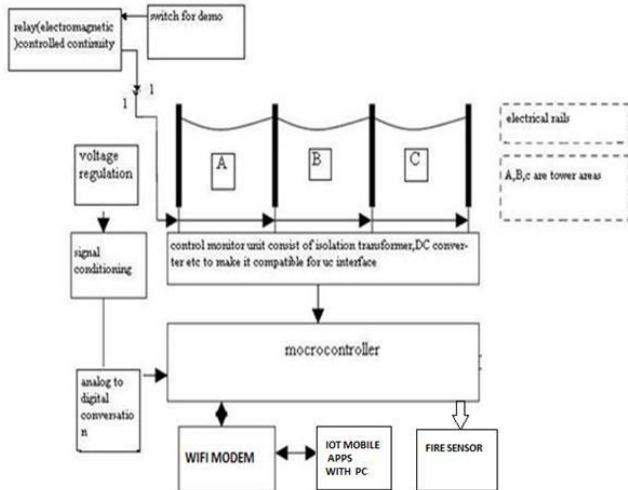 relay(electromagnetic
)controlled continuity
switch for demo
1
1
A
B
C
electrical rails
A,B,c are tower areas
voltage
regulation
signal
conditioning
control monitor unit consist of isolation transformer,DC conver-
ter etc to make it compatible for uc interface
mocrocontroller
analog to
digital
conversatio
n
WIFI MODEM
IOT MOBILE
APPS
WITH PC
FIRE SENSOR